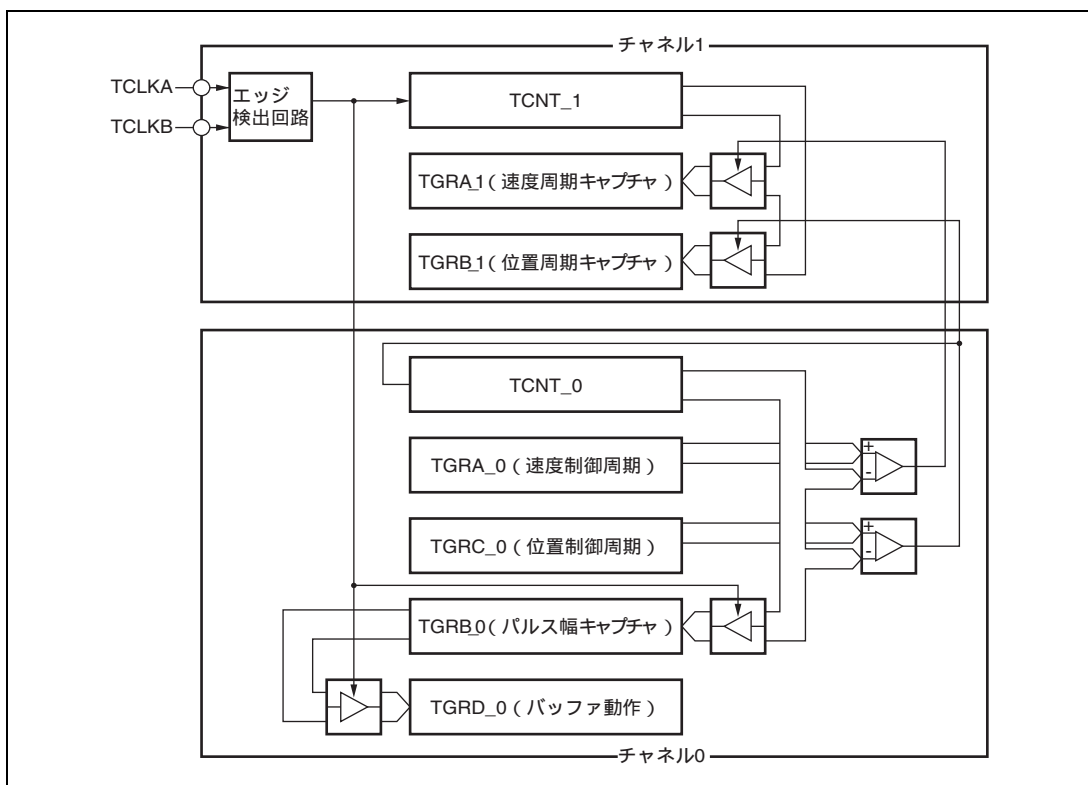 チャネル1
TCLKA
TCLKB
エッジ
検出回路
TCNT_1
TGRA_1（速度周期キャプチャ）
TGRB_1（位置周期キャプチャ）
TCNT_0
TGRA_0（速度制御周期）
TGRC_0（位置制御周期）
TGRB_0（パルス幅キャプチャ）
TGRD_0（バッファ動作）
+
-
+
-
チャネル0